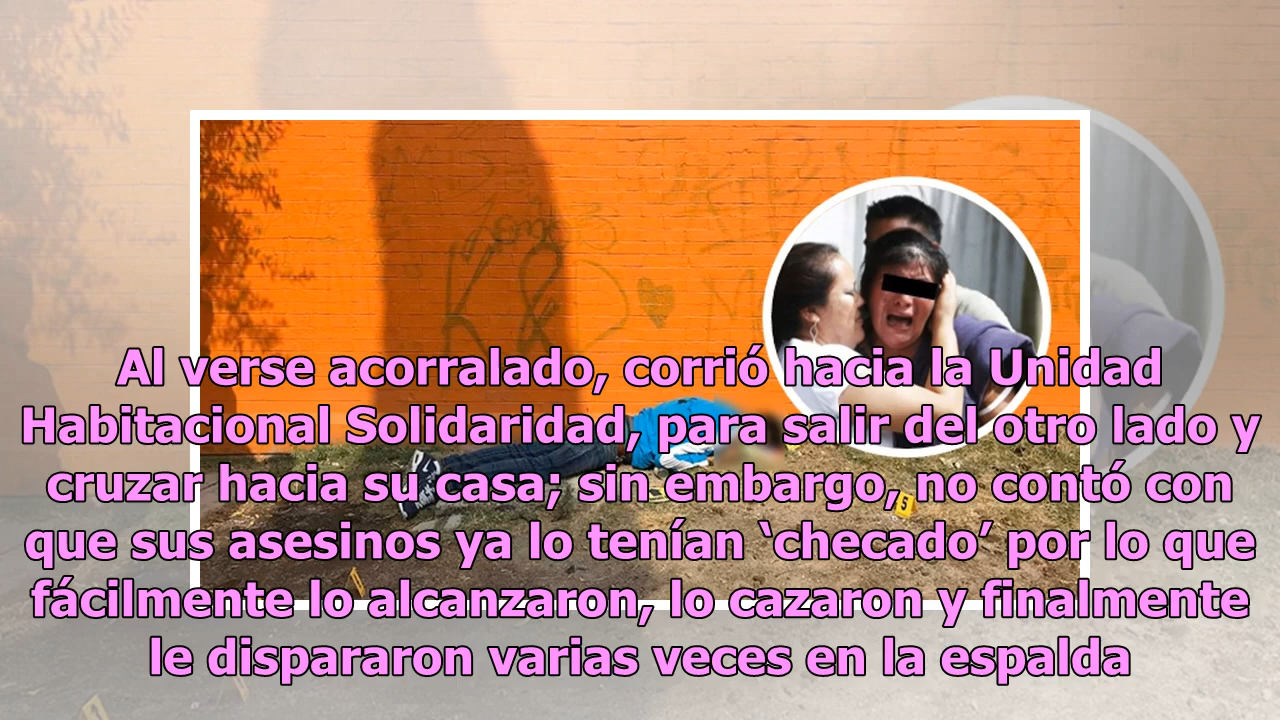 Al verse acorralado, corrió hacia la Unidad
Habitacional Solidaridad, para salir del otro lado y
cruzar hacia su casa; sin embargo, no contó con
que sus asesinos ya lo tenían ‘checado’ por lo que
fácilmente lo alcanzaron, lo cazaron y finalmente
le dispararon varias veces en la espalda
5